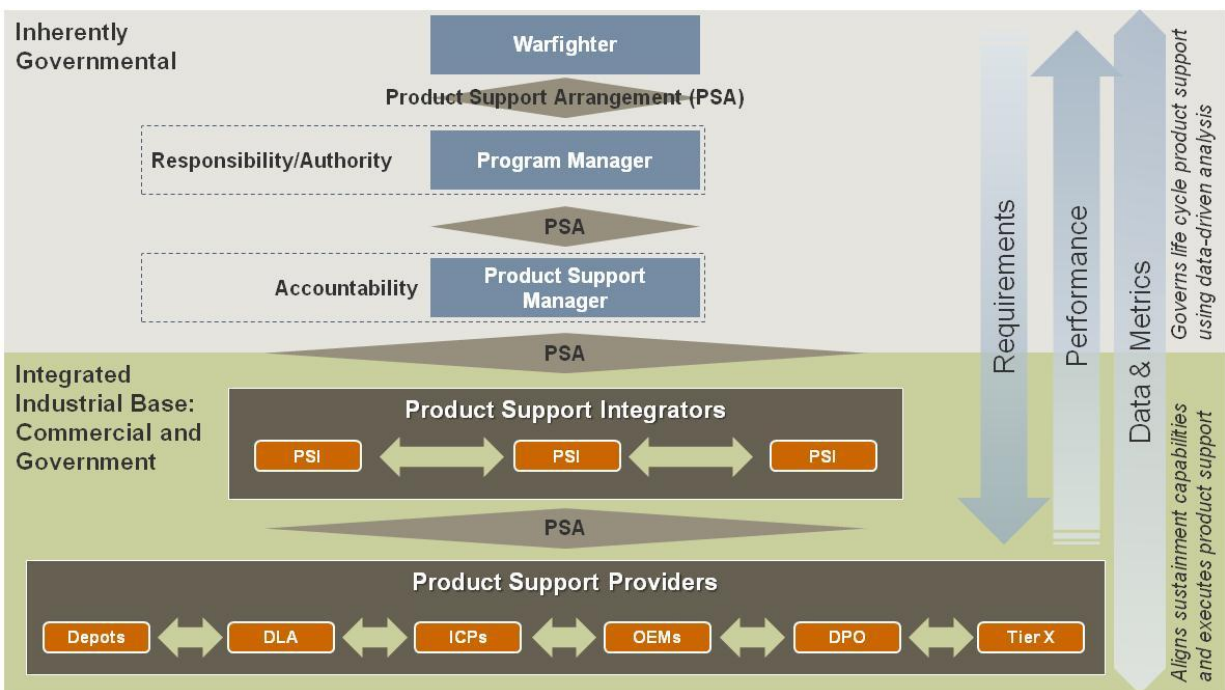 Inherently
Governmental
Warfighter
Product Support Arrangement (PSA)
Responsibility/Authority
Program Manager
PSA
Accountability
Product Support
Manager
PSA
Integrated
Industrial Base:
Commercial and
Government
Product Support Integrators
PSI
PSI
PSI
PSA
Product Support Providers
Depots
DLA
ICPs
OEMs
DPO
Tier X
Requirements
Performance
Data & Metrics
Governs life cycle product support
using data-driven analysis
Aligns sustainment capabilities
and executes product support